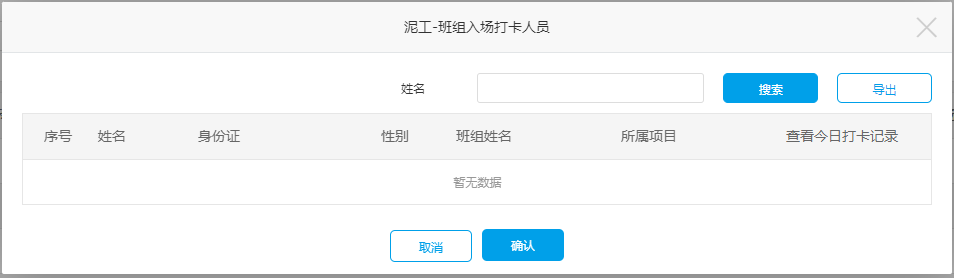 泥工-班组入场打卡人员
姓名 搜索 导出
序号 姓名 身份证 性别 班组姓名 所属项目 查看今日打卡记录
暂无数据
取消 确认